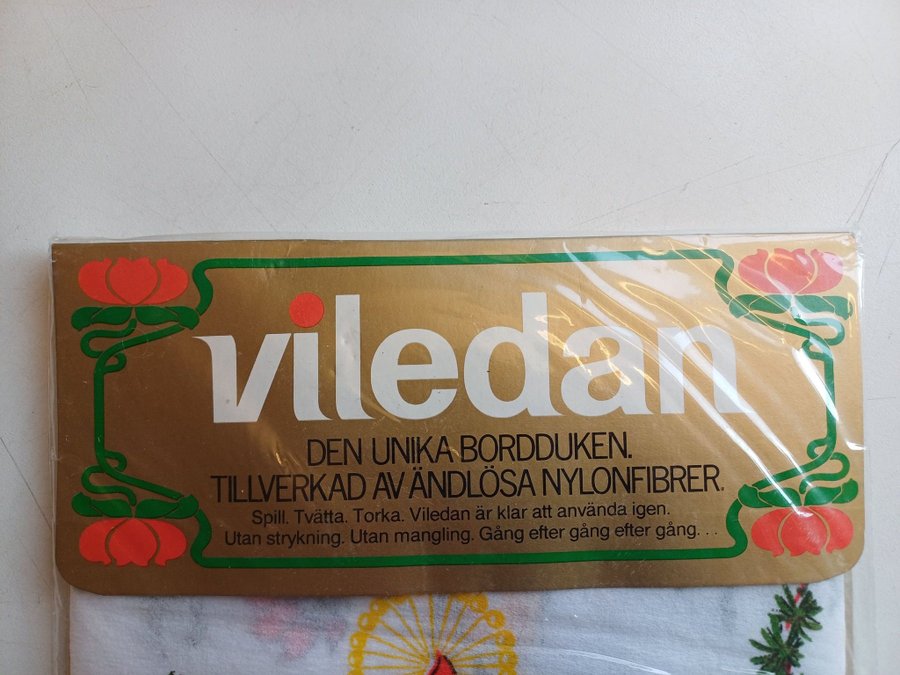 viledan
DEN UNIKA BORDDUKEN.
TILLVERKAD AV ÄNDLÖSA NYLONFIBRER.
Spill. Tvätta. Torka. Viledan är klar att använda igen.
Utan strykning. Utan mangling. Gång efter gång efter gång. . .